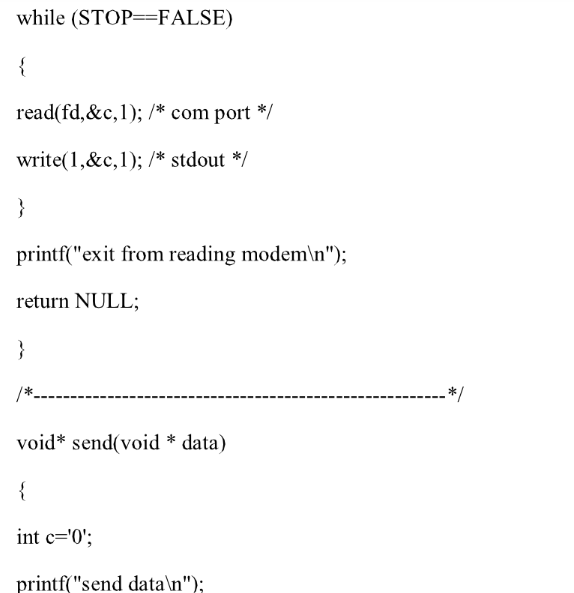 while (STOP==FALSE)
{
read(fd,&c,1); /* com port */
write(1,&c,1); /* stdout */
}
printf("exit from reading modem\n");
return NULL;
}
/*--------------------------------------------------------*/
void* send(void * data)
{
int c='0';
printf("send data\n");